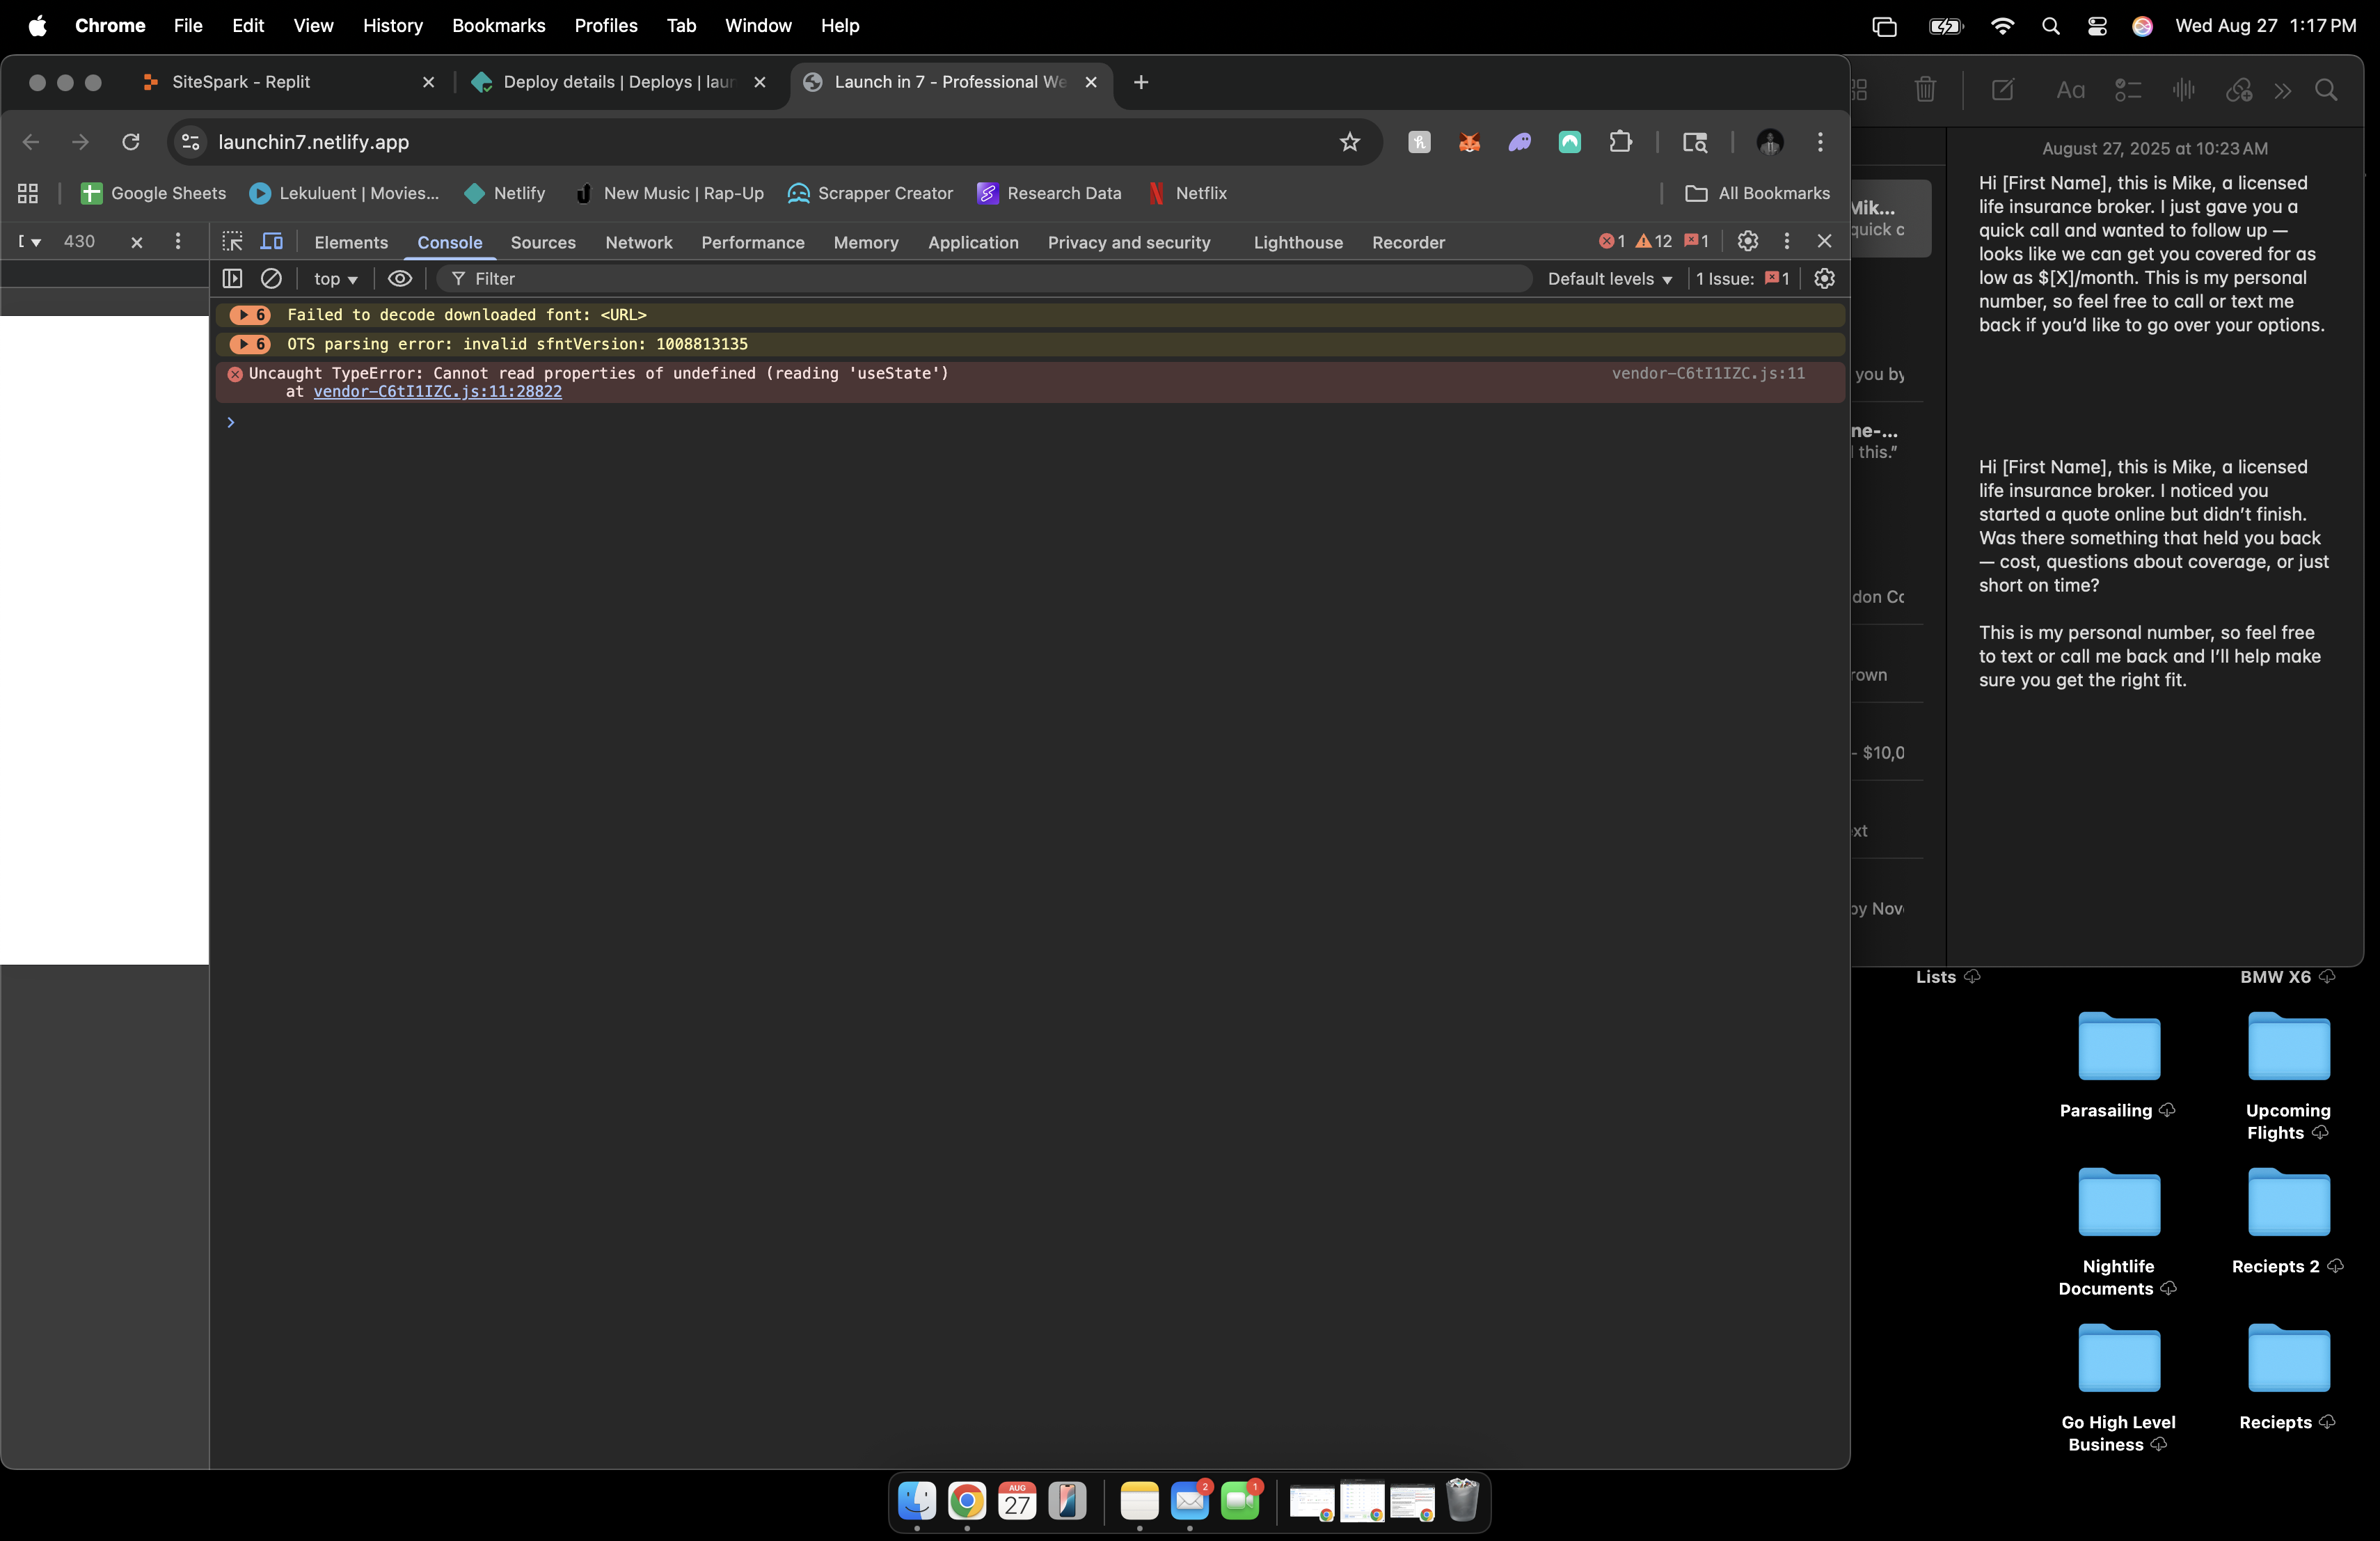 Chrome File Edit View History Bookmarks Profiles Tab Window Help
Wed Aug 27 1:17 PM
SiteSpark - Replit
Deploy details | Deploys | laun
Launch in 7 - Professional We
launchin7.netlify.app
Google Sheets
Lekuluent | Movies...
Netlify
New Music | Rap-Up
Scrapper Creator
Research Data
Netflix
All Bookmarks
430
Elements Console Sources Network Performance Memory Application Privacy and security Lighthouse Recorder
1 12 1
top
Filter
Default levels
1 Issue: 1
6 Failed to decode downloaded font: <URL>
6 OTS parsing error: invalid sfntVersion: 1008813135
Uncaught TypeError: Cannot read properties of undefined (reading 'useState')
vendor-C6tI1IZC.js:11
at vendor-C6tI1IZC.js:11:28822
Aa
Mik...
quick c
you by
ne-...
this.”
don Co
rown
- $10,0
ext
by Nov
August 27, 2025 at 10:23 AM
Hi [First Name], this is Mike, a licensed
life insurance broker. I just gave you a
quick call and wanted to follow up —
looks like we can get you covered for as
low as $[X]/month. This is my personal
number, so feel free to call or text me
back if you’d like to go over your options.
Hi [First Name], this is Mike, a licensed
life insurance broker. I noticed you
started a quote online but didn’t finish.
Was there something that held you back
— cost, questions about coverage, or just
short on time?
This is my personal number, so feel free
to text or call me back and I’ll help make
sure you get the right fit.
Lists
BMW X6
Parasailing
Upcoming
Flights
Nightlife
Documents
Reciepts 2
Go High Level
Business
Reciepts
AUG
27
2
1